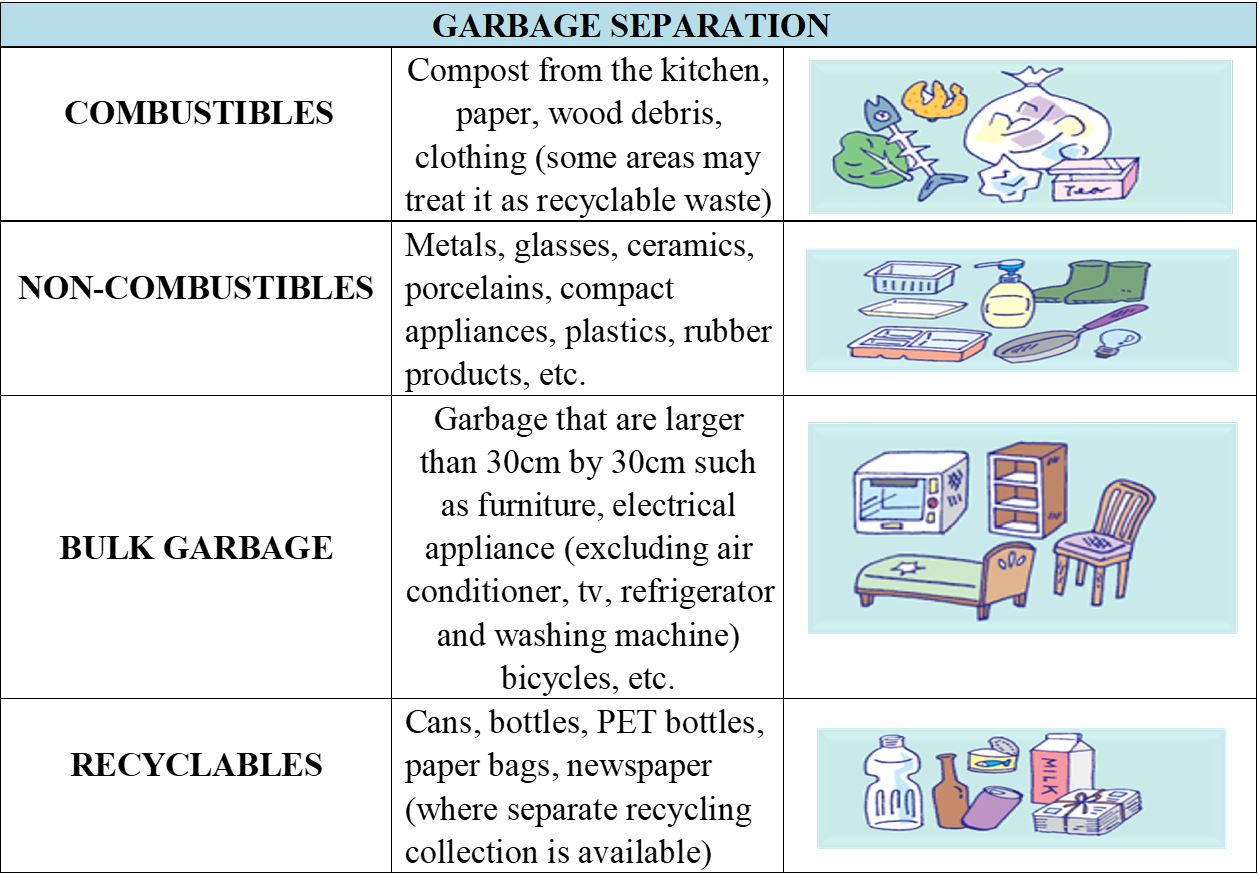 GARBAGE SEPARATION
COMBUSTIBLES
Compost from the kitchen,
paper, wood debris,
clothing (some areas may
treat it as recyclable waste)
Tea
NON-COMBUSTIBLES
Metals, glasses, ceramics,
porcelains, compact
appliances, plastics, rubber
products, etc.
BULK GARBAGE
Garbage that are larger
than 30cm by 30cm such
as furniture, electrical
appliance (excluding air
conditioner, tv, refrigerator
and washing machine)
bicycles, etc.
RECYCLABLES
Cans, bottles, PET bottles,
paper bags, newspaper
(where separate recycling
collection is available)
MILK